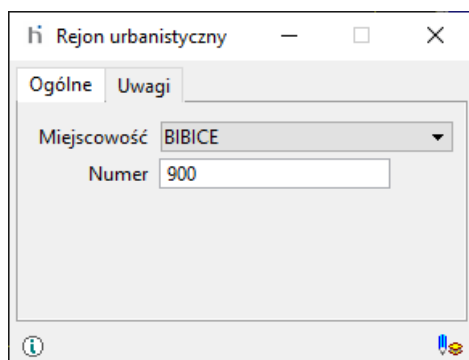 Rejon urbanistyczny
Ogólne Uwagi
Miejscowość BIBICE
Numer 900